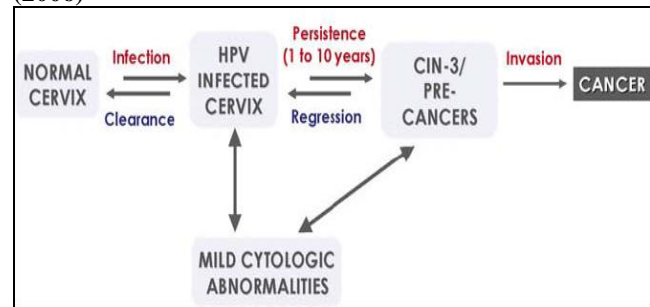 Infection
NORMAL
CERVIX
Clearance
HPV
INFECTED
CERVIX
Persistence
(1 to 10 years)
Regression
CIN-3/
PRE-
CANCERS
Invasion
CANCER
MILD CYTOLOGIC
ABNORMALITIES